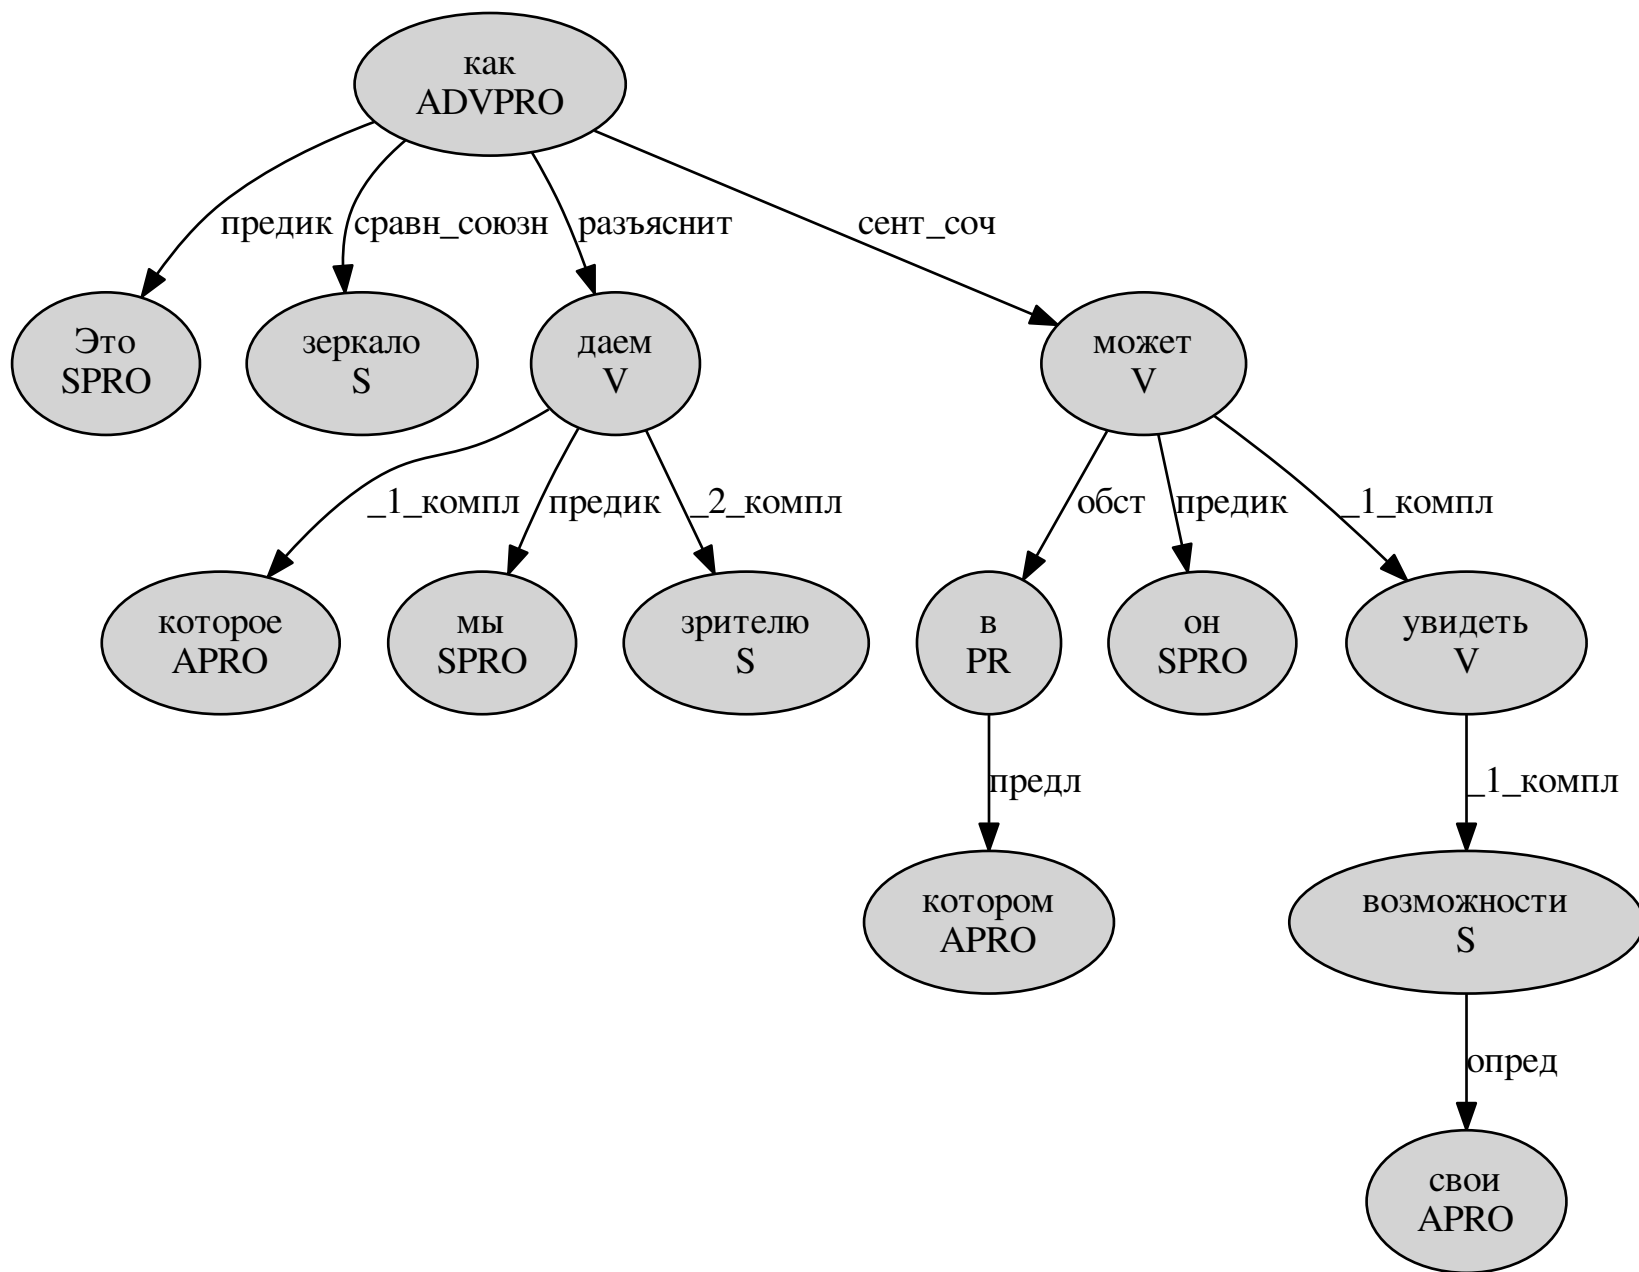 как
ADVPRO
предик
сравн_союзн
разъяснит
сент_соч
Это
SPRO
зеркало
S
даем
V
может
V
_1_компл
предик
_2_компл
обст
предик
_1_компл
которое
APRO
мы
SPRO
зрителю
S
в
PR
он
SPRO
увидеть
V
предл
_1_компл
котором
APRO
возможности
S
опред
свои
APRO